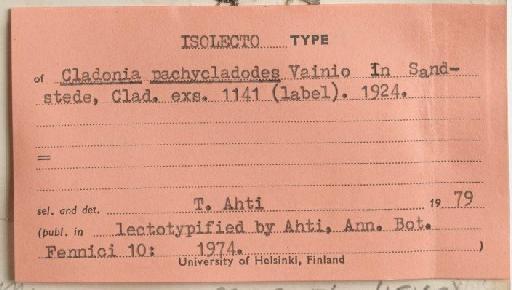 ISOLECTO TYPE
of Cladonia pachycladodes Vainio In Sand-
stede, Clad. exs. 1141 (label). 1924.
=
sel. and det. T. Ahti 19 79
(publ. in lectotypified by Ahti, Ann. Bot.
Fennici 10: 1974. )
University of Helsinki, Finland